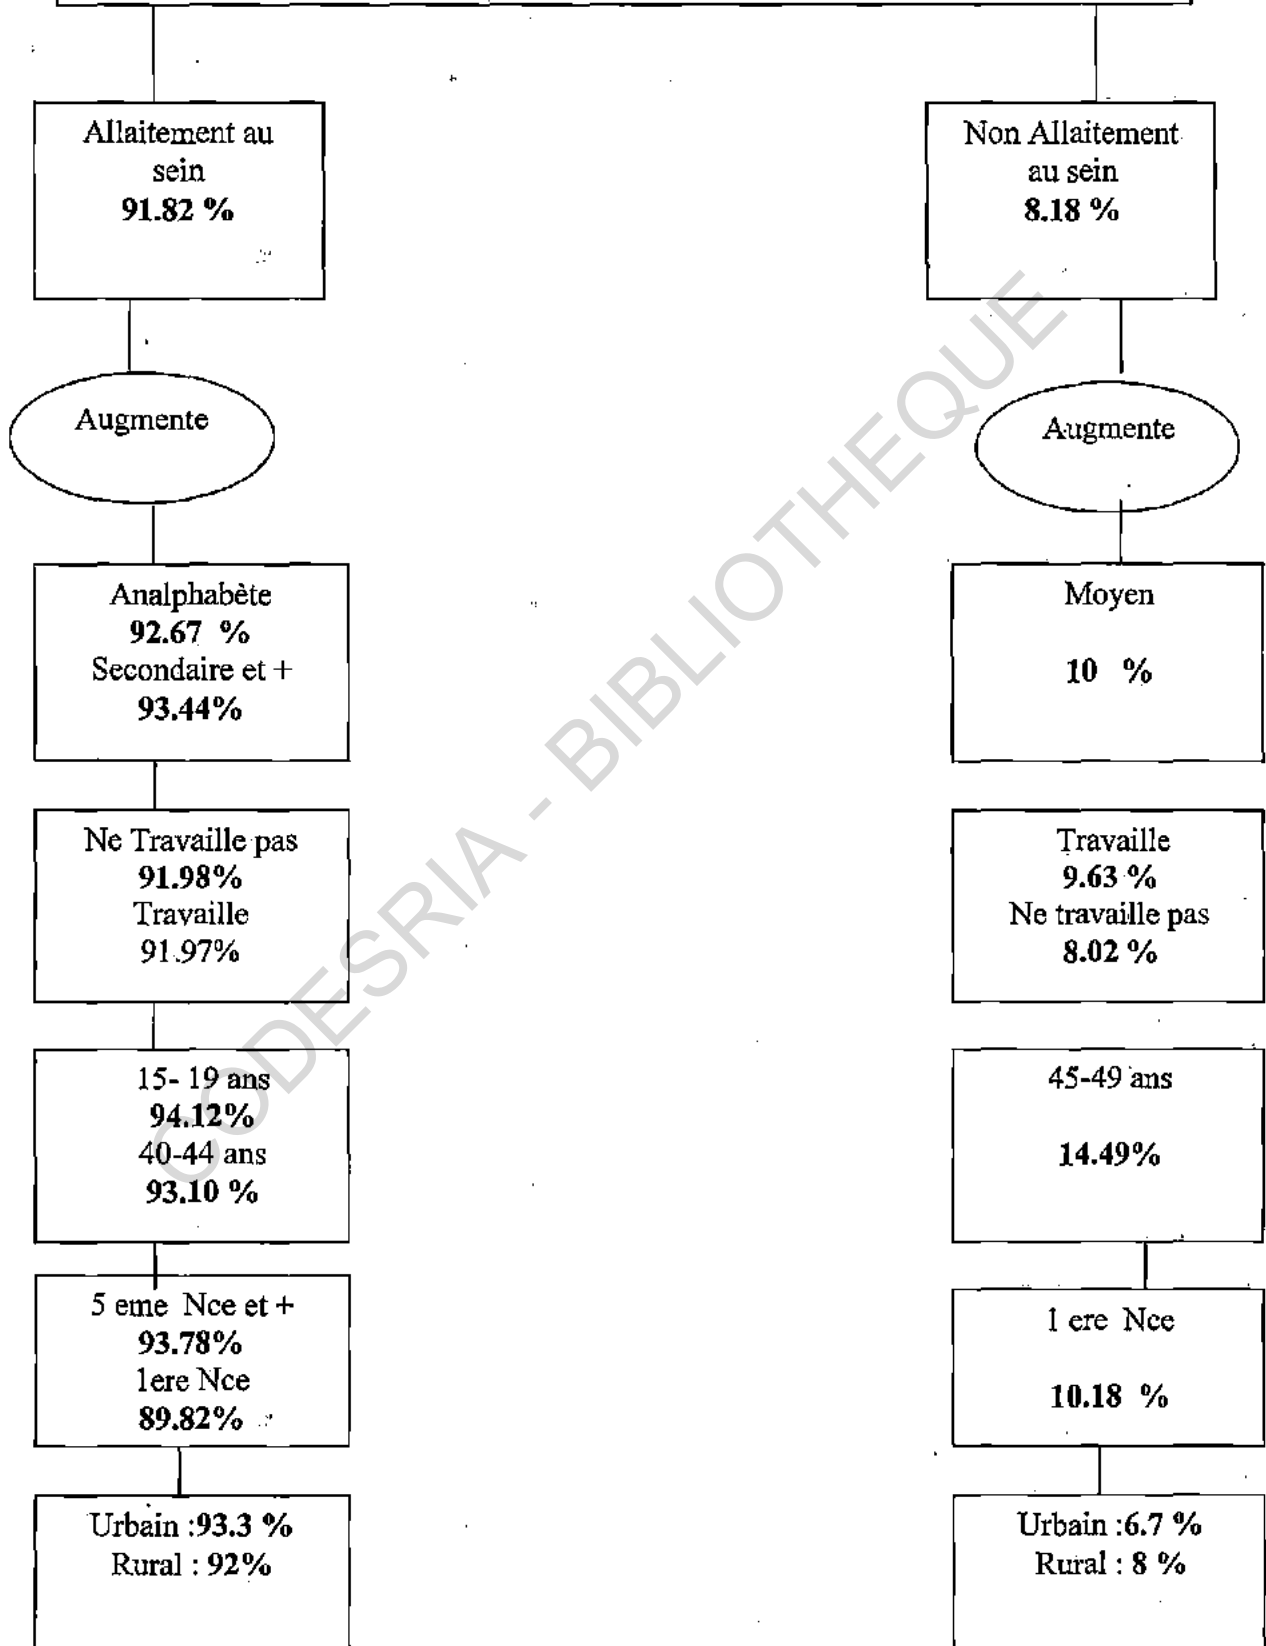 Allaitement au
sein
91.82 %
Non Allaitement
au sein
8.18 %
Augmente
Augmente
Analphabète
92.67 %
Secondaire et +
93.44%
Moyen
10 %
Ne Travaille pas
91.98%
Travaille
91.97%
Travaille
9.63 %
Ne travaille pas
8.02 %
15- 19 ans
94.12%
40-44 ans
93.10 %
45-49 ans
14.49%
5 eme Nce et +
93.78%
1ere Nce
89.82%
1 ere Nce
10.18 %
Urbain :93.3 %
Rural : 92%
Urbain :6.7 %
Rural : 8 %
CODESRIA - BIBLIOTHEQUE